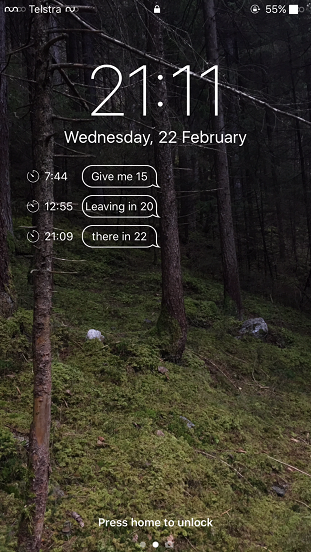 Telstra 55%
21:11
Wednesday, 22 February
7:44 Give me 15
12:55 Leaving in 20
21:09 there in 22
Press home to unlock